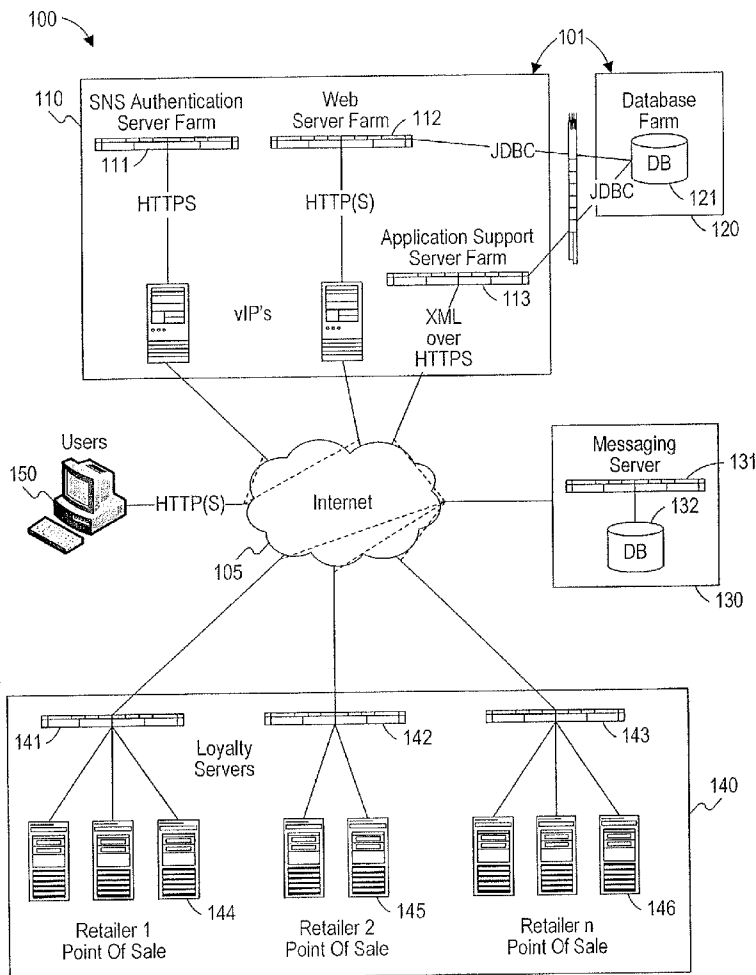 100
101
110
SNS Authentication
Server Farm
111
Web
Server Farm
112
Database
Farm
DB
121
120
JDBC
JDBC
HTTPS
HTTP(S)
Application Support
Server Farm
113
vIP's
XML
over
HTTPS
Users
150
HTTP(S)
Internet
105
Messaging
Server
131
132
DB
130
141
Loyalty
Servers
142
143
140
144
145
146
Retailer 1
Point Of Sale
Retailer 2
Point Of Sale
Retailer n
Point Of Sale